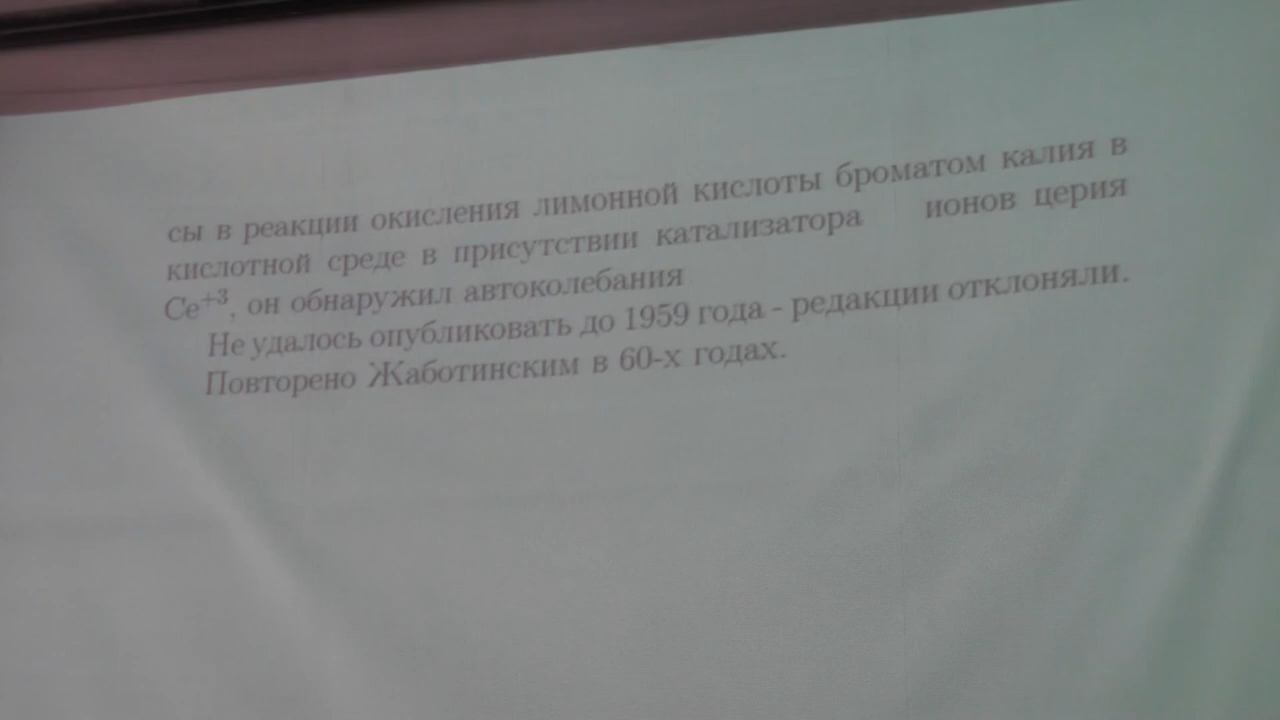 сы в реакции окисления лимонной кислоты броматом калия в
кислотной среде в присутствии катализатора ионов церия
Ce⁺³, он обнаружил автоколебания
Не удалось опубликовать до 1959 года - редакции отклоняли.
Повторено Жаботинским в 60-х годах.